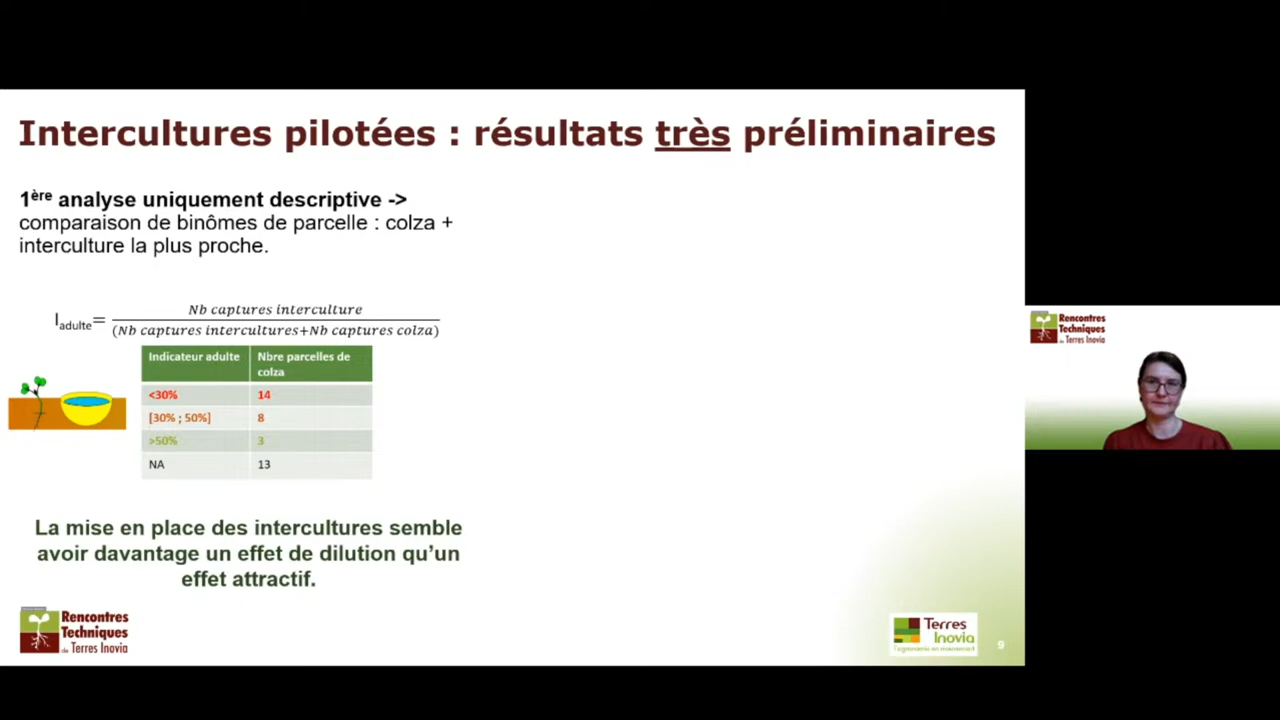 Intercultures pilotées : résultats très préliminaires
1ère analyse uniquement descriptive ->
comparaison de binômes de parcelle : colza +
interculture la plus proche.
Iadulte= Nb captures interculture
(Nb captures intercultures+Nb captures colza)
Indicateur adulte Nbre parcelles de
colza
<30% 14
[30% ; 50%] 8
>50% 3
NA 13
La mise en place des intercultures semble
avoir davantage un effet de dilution qu’un
effet attractif.
Rencontres
Techniques
de Terres Inovia
Terres
Inovia
l'agronomie en mouvement
9
Rencontres
Techniques
de Terres Inovia